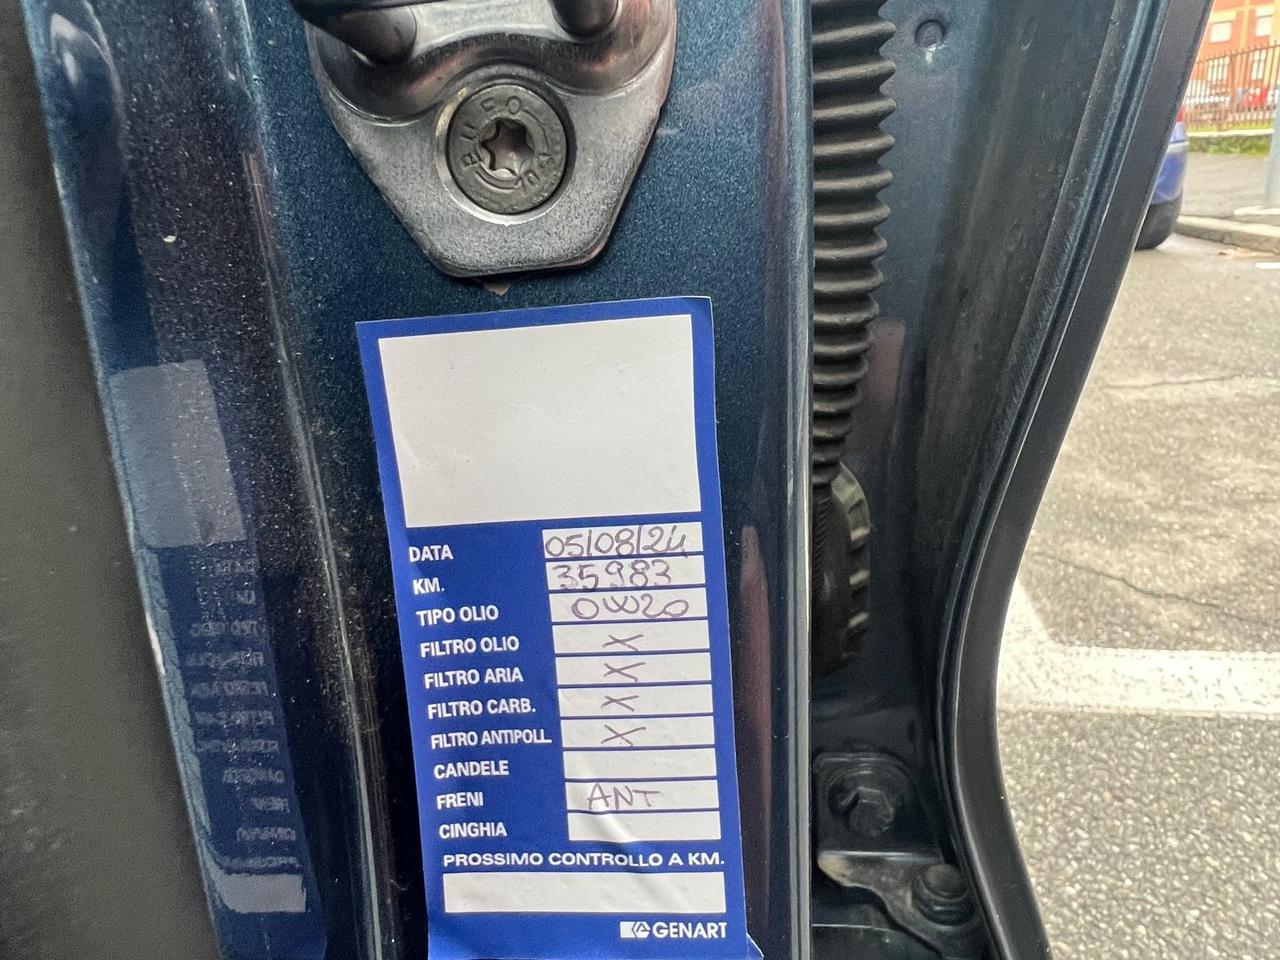 DATA 05/08/24
KM. 35983
TIPO OLIO 0W20
FILTRO OLIO X
FILTRO ARIA X
FILTRO CARB. X
FILTRO ANTIPOLL X
CANDELE
FRENI ANT
CINGHIA
PROSSIMO CONTROLLO A KM.
GENART